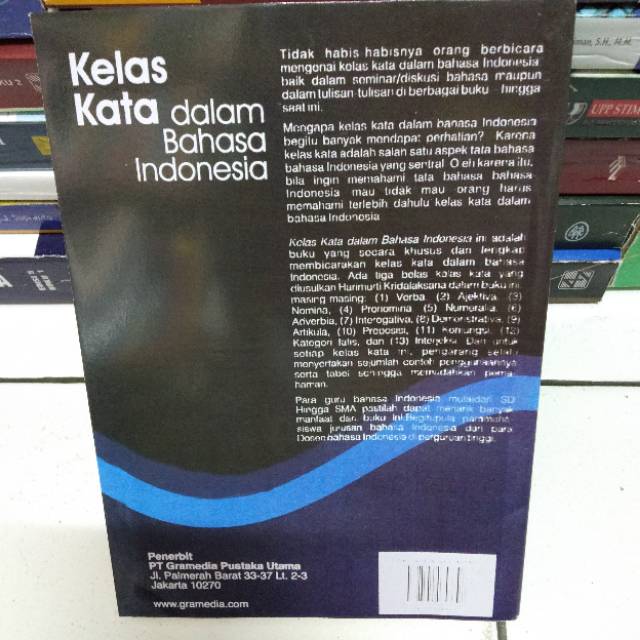 Kelas
Kata dalam
Bahasa
Indonesia
Tidak habis habisnya orang berbicara
mengonai kolas kata dalam bahasa Indonesia
baik dalam seminar/diskusi bahasa maupun
dalam tulisan-tulisan di berbagai buku hingga
saat ini.
Mengapa kelas kata dalam bahasa Indonesia
begitu banyak mendapat perhatian? Karena
kelas kata adalah salah satu aspek tata bahasa
bahasa Indonesia yang sentral O eh karena itu,
bila ingin memahami tata bahasa bahasa
Indonesia mau tidak mau orang harus
memahami terlebih dahulu kelas kata dalam
bahasa Indonesia
Kelas Kata dalam Bahasa Indonesia ini adalah
buku yang secara khusus dan lengkap
membicarakan kelas kata dalam bahasa
Indonesia. Ada tiga belas kelas kata yang
diusulkan Harimurti Kridalaksana dalam buku ini.
masing masing: (1) Verba, (2) Ajektiva, (3)
Nomina, (4) Pronomina (5) Numeralia, (6)
Adverbia, (7) Interogativa, (8) Demonstrativa, (9)
Artikula, (10) Preposisi, (11) Konjungsi, (12)
Kategori fatis, dan (13) Interjeksi. Dan untuk
setiap kelas kata ini, pengarang selalu
menyertakan sejumlah contoh penggunaannya
serta tabel sehingga memudahkan pema
haman.
Para guru bahasa Indonesia mulai dari SD
Hingga SMA pastilah dapat menarik banyak
manfaat dari buku ini.Begitu pula para maha
siswa jurusan bahasa Indonesia dan para
Dosen bahasa Indonesia di perguruan tinggi.
Penerbit
PT Gramedia Pustaka Utama
Jl. Palmerah Barat 33-37 Lt. 2-3
Jakarta 10270
www.gramedia.com
S.H., M.M.
UPP STIM